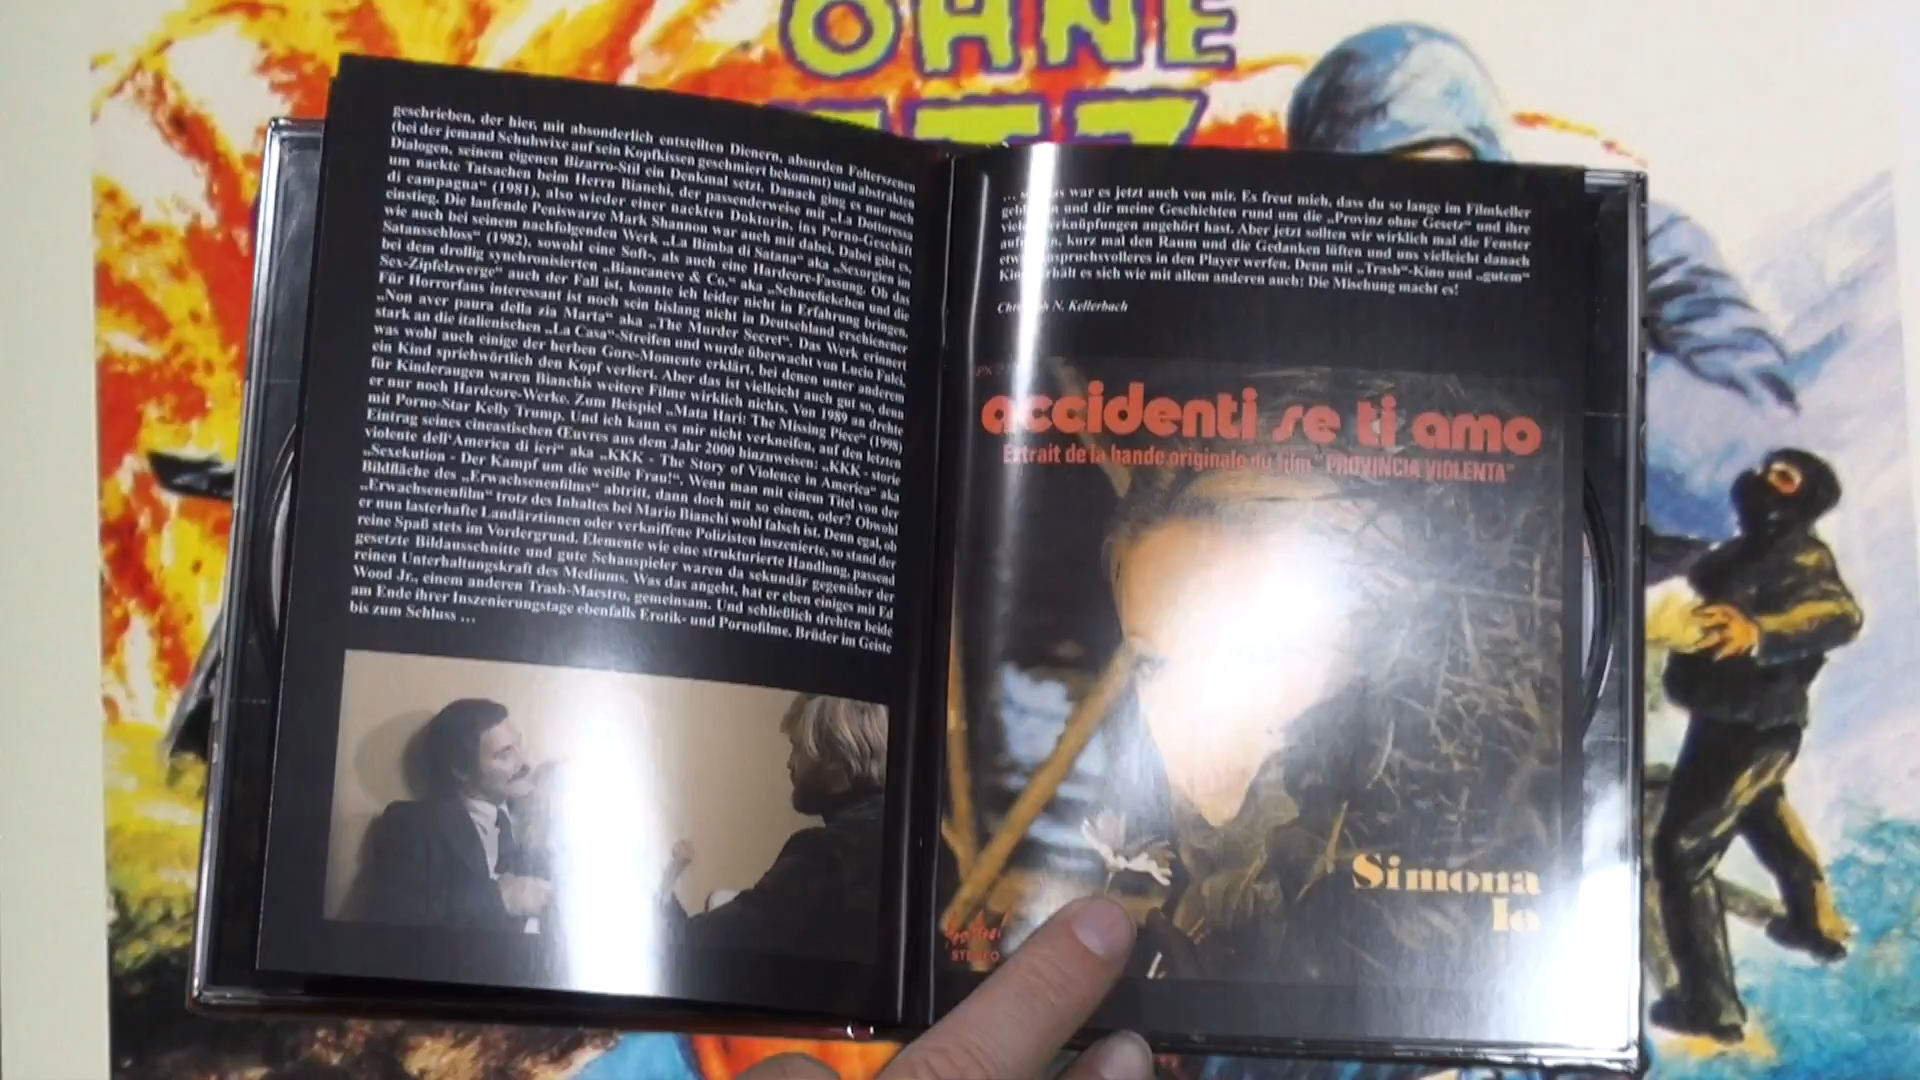 OHNE
geschrieben, der hier, mit absonderlich entstellten Dienern, absurden Folterszenen
(bei der jemand Schuhwixe auf sein Kopfkissen geschmiert bekommt) und abstrakten
Dialogen, seinem eigenen Bizarro-Stil ein Denkmal setzt. Danach ging es nur noch
um nackte Tatsachen beim Herrn Bianchi, der passenderweise mit „La Dottoressa
di campagna“ (1981), also wieder einer nackten Doktorin, ins Porno-Geschäft
einstieg. Die laufende Peniswarze Mark Shannon war auch mit dabei. Dabei gibt es,
wie auch bei seinem nachfolgenden Werk „La Bimba di Satana“ aka „Sexorgien im
Satansschloss“ (1982), sowohl eine Soft-, als auch eine Hardcore-Fassung. Ob das
bei dem drollig synchronisierten „Biancaneve & Co.“ aka „Schneeflickchen und die
Sex-Zipfelzwerge“ auch der Fall ist, konnte ich leider nicht in Erfahrung bringen.
Für Horrorfans interessant ist noch sein bislang nicht in Deutschland erschienener
„Non aver paura della zia Marta“ aka „The Murder Secret“. Das Werk erinnert
stark an die italienischen „La Casa“-Streifen und wurde überwacht von Lucio Fulci,
was wohl auch einige der herben Gore-Momente erklärt, bei denen unter anderem
ein Kind sprichwörtlich den Kopf verliert. Aber das ist vielleicht auch gut so, denn
für Kinderaugen waren Bianchis weitere Filme wirklich nichts. Von 1989 an drehte
er nur noch Hardcore-Werke. Zum Beispiel „Mata Hari: The Missing Piece“ (1998)
mit Porno-Star Kelly Trump. Und ich kann es mir nicht verkneifen, auf den letzten
Eintrag seines cineastischen Œuvres aus dem Jahr 2000 hinzuweisen: „KKK - storie
violente dell‘America di ieri“ aka „KKK - The Story of Violence in America“ aka
„Sexekution - Der Kampf um die weiße Frau!“. Wenn man mit einem Titel von der
Bildfläche des „Erwachsenenfilms“ abtritt, dann doch mit so einem, oder? Obwohl
„Erwachsenenfilm“ trotz des Inhaltes bei Mario Bianchi wohl falsch ist. Denn egal, ob
er nun lasterhafte Landärztinnen oder verkniffene Polizisten inszenierte, so stand der
reine Spaß stets im Vordergrund. Elemente wie eine strukturierte Handlung, passend
gesetzte Bildausschnitte und gute Schauspieler waren da sekundär gegenüber der
reinen Unterhaltungskraft des Mediums. Was das angeht, hat er eben einiges mit Ed
Wood Jr., einem anderen Trash-Maestro, gemeinsam. Und schließlich drehten beide
am Ende ihrer Inszenierungstage ebenfalls Erotik- und Pornofilme. Brüder im Geiste
bis zum Schluss …
war es jetzt auch von mir. Es freut mich, dass du so lange im Filmkeller
und dir meine Geschichten rund um die „Provinz ohne Gesetz“ und ihre
angehört hast. Aber jetzt sollten wir wirklich mal die Fenster
kurz mal den Raum und die Gedanken lüften und uns vielleicht danach
in den Player werfen. Denn mit „Trash“-Kino und „gutem“
es sich wie mit allem anderen auch: Die Mischung macht es!
N. Kellerbach
accidenti se ti amo
Extrait de la bande originale du film "PROVINCIA VIOLENTA"
Simona
Io
STEREO